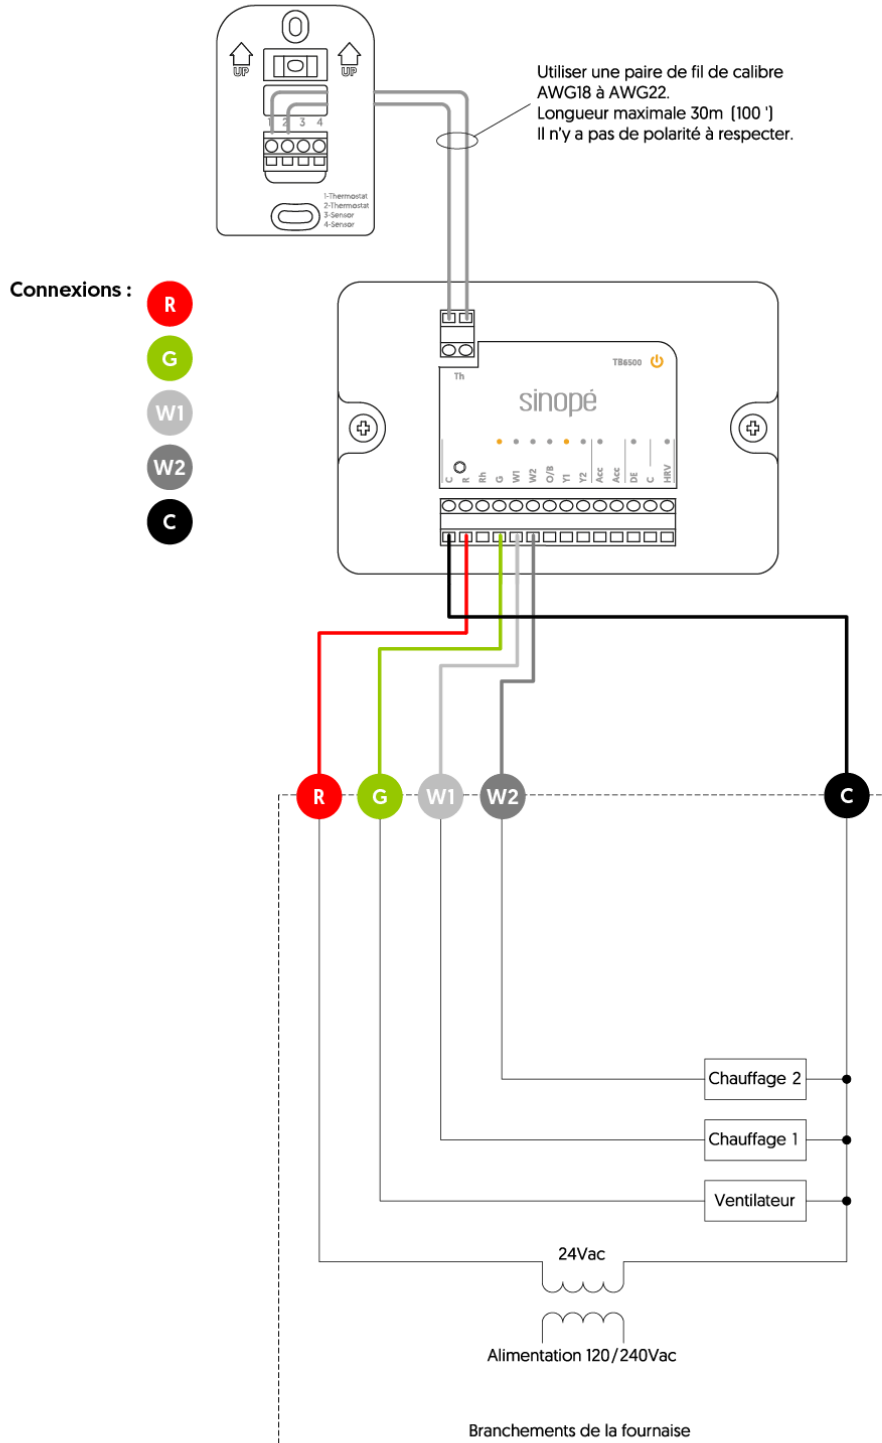 UP
UP
1 2 3 4
1-Thermostat
2-Thermostat
3-Sensor
4-Sensor
Utiliser une paire de fil de calibre
AWG18 à AWG22.
Longueur maximale 30m (100 ')
Il n'y a pas de polarité à respecter.
Connexions :
R
G
W1
W2
C
Th
TB6500
sinopé
C R Rh G W1 W2 O/B Y1 Y2 Acc Acc DE C HRV
R G W1 W2 C
Chauffage 2
Chauffage 1
Ventilateur
24Vac
Alimentation 120/240Vac
Branchements de la fournaise